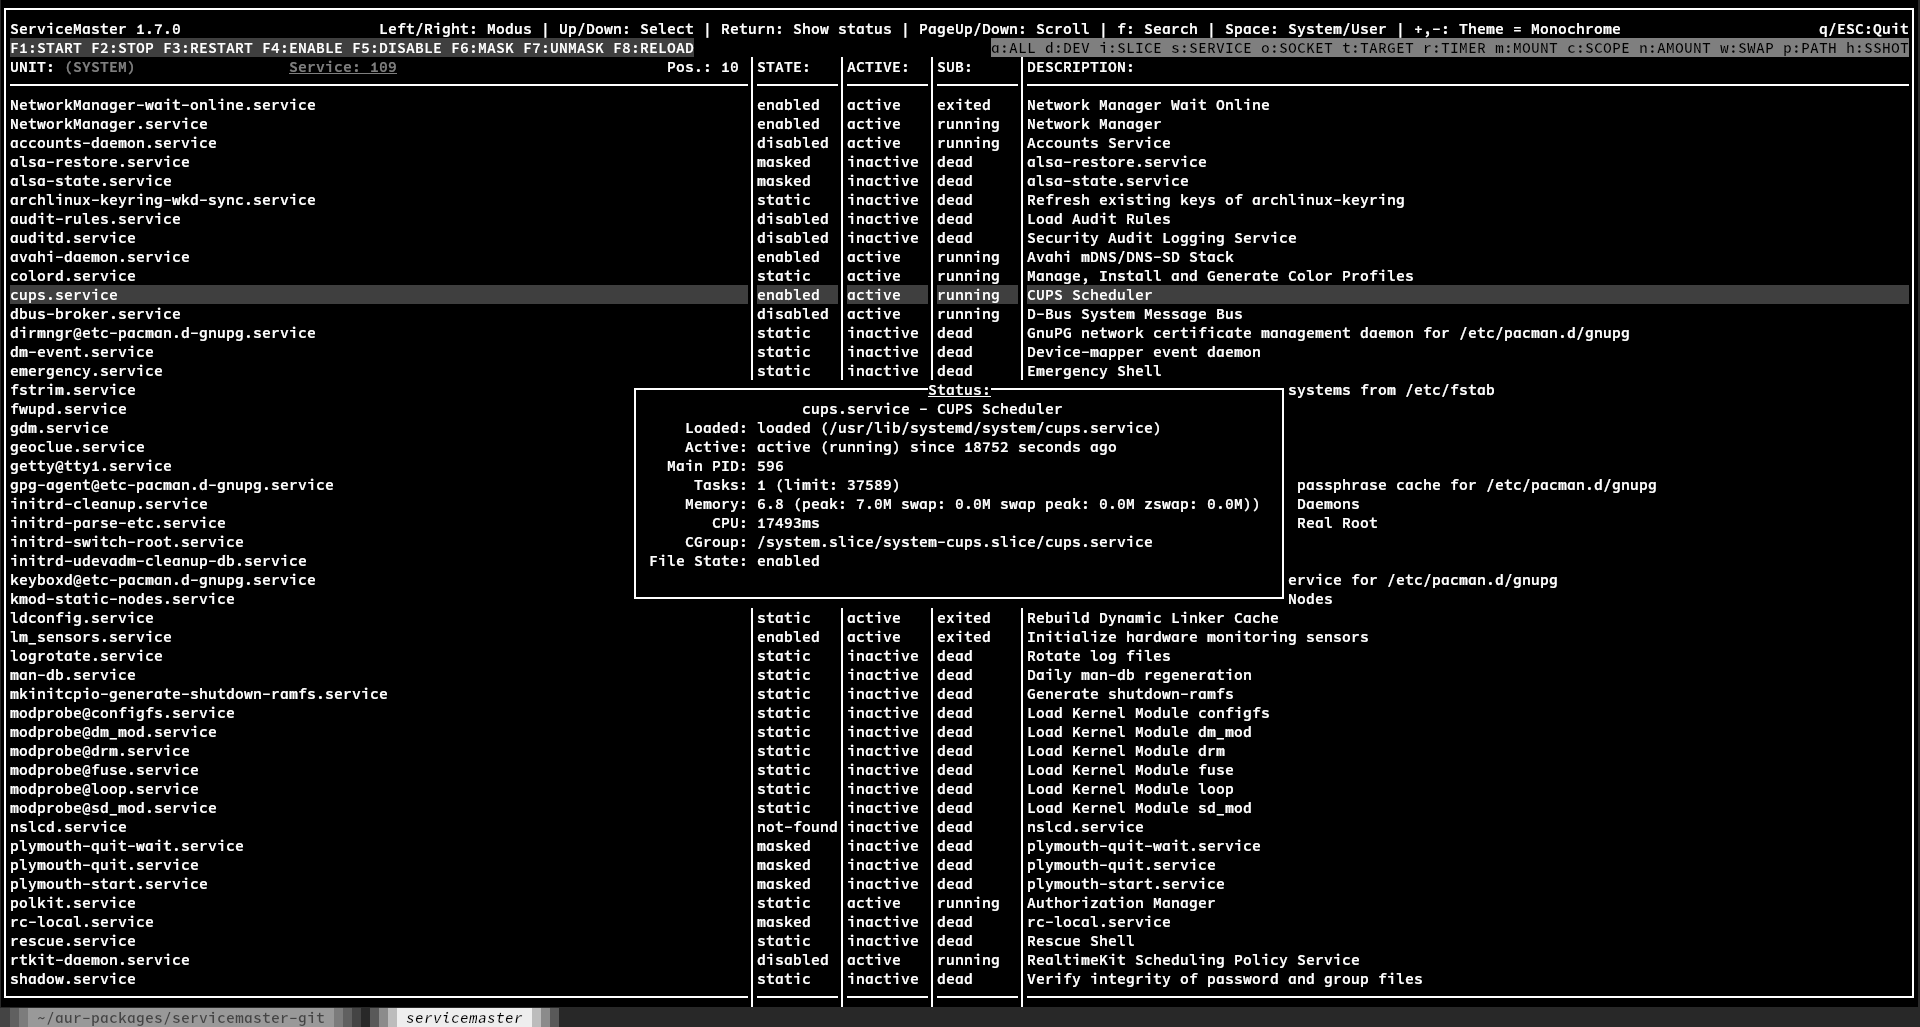 ServiceMaster 1.7.0 Left/Right: Modus | Up/Down: Select | Return: Show status | PageUp/Down: Scroll | f: Search | Space: System/User | +,-: Theme = Monochrome q/ESC:Quit
F1:START F2:STOP F3:RESTART F4:ENABLE F5:DISABLE F6:MASK F7:UNMASK F8:RELOAD a:ALL d:DEV i:SLICE s:SERVICE o:SOCKET t:TARGET r:TIMER m:MOUNT c:SCOPE n:AMOUNT w:SWAP p:PATH h:SSHOT
UNIT: (SYSTEM) Service: 109 Pos.: 10 STATE: ACTIVE: SUB: DESCRIPTION:
NetworkManager-wait-online.service enabled active exited Network Manager Wait Online
NetworkManager.service enabled active running Network Manager
accounts-daemon.service disabled active running Accounts Service
alsa-restore.service masked inactive dead alsa-restore.service
alsa-state.service masked inactive dead alsa-state.service
archlinux-keyring-wkd-sync.service static inactive dead Refresh existing keys of archlinux-keyring
audit-rules.service disabled inactive dead Load Audit Rules
auditd.service disabled inactive dead Security Audit Logging Service
avahi-daemon.service enabled active running Avahi mDNS/DNS-SD Stack
colord.service static active running Manage, Install and Generate Color Profiles
cups.service enabled active running CUPS Scheduler
dbus-broker.service disabled active running D-Bus System Message Bus
dirmngr@etc-pacman.d-gnupg.service static inactive dead GnuPG network certificate management daemon for /etc/pacman.d/gnupg
dm-event.service static inactive dead Device-mapper event daemon
emergency.service static inactive dead Emergency Shell
fstrim.service Status: systems from /etc/fstab
fwupd.service cups.service - CUPS Scheduler
gdm.service Loaded: loaded (/usr/lib/systemd/system/cups.service)
geoclue.service Active: active (running) since 18752 seconds ago
getty@tty1.service Main PID: 596
gpg-agent@etc-pacman.d-gnupg.service Tasks: 1 (limit: 37589) passphrase cache for /etc/pacman.d/gnupg
initrd-cleanup.service Memory: 6.8 (peak: 7.0M swap: 0.0M swap peak: 0.0M zswap: 0.0M)) Daemons
initrd-parse-etc.service CPU: 17493ms Real Root
initrd-switch-root.service CGroup: /system.slice/system-cups.slice/cups.service
initrd-udevadm-cleanup-db.service File State: enabled
keyboxd@etc-pacman.d-gnupg.service ervice for /etc/pacman.d/gnupg
kmod-static-nodes.service Nodes
ldconfig.service static active exited Rebuild Dynamic Linker Cache
lm_sensors.service enabled active exited Initialize hardware monitoring sensors
logrotate.service static inactive dead Rotate log files
man-db.service static inactive dead Daily man-db regeneration
mkinitcpio-generate-shutdown-ramfs.service static inactive dead Generate shutdown-ramfs
modprobe@configfs.service static inactive dead Load Kernel Module configfs
modprobe@dm_mod.service static inactive dead Load Kernel Module dm_mod
modprobe@drm.service static inactive dead Load Kernel Module drm
modprobe@fuse.service static inactive dead Load Kernel Module fuse
modprobe@loop.service static inactive dead Load Kernel Module loop
modprobe@sd_mod.service static inactive dead Load Kernel Module sd_mod
nslcd.service not-found inactive dead nslcd.service
plymouth-quit-wait.service masked inactive dead plymouth-quit-wait.service
plymouth-quit.service masked inactive dead plymouth-quit.service
plymouth-start.service masked inactive dead plymouth-start.service
polkit.service static active running Authorization Manager
rc-local.service masked inactive dead rc-local.service
rescue.service static inactive dead Rescue Shell
rtkit-daemon.service disabled active running RealtimeKit Scheduling Policy Service
shadow.service static inactive dead Verify integrity of password and group files
~/aur-packages/servicemaster-git servicemaster